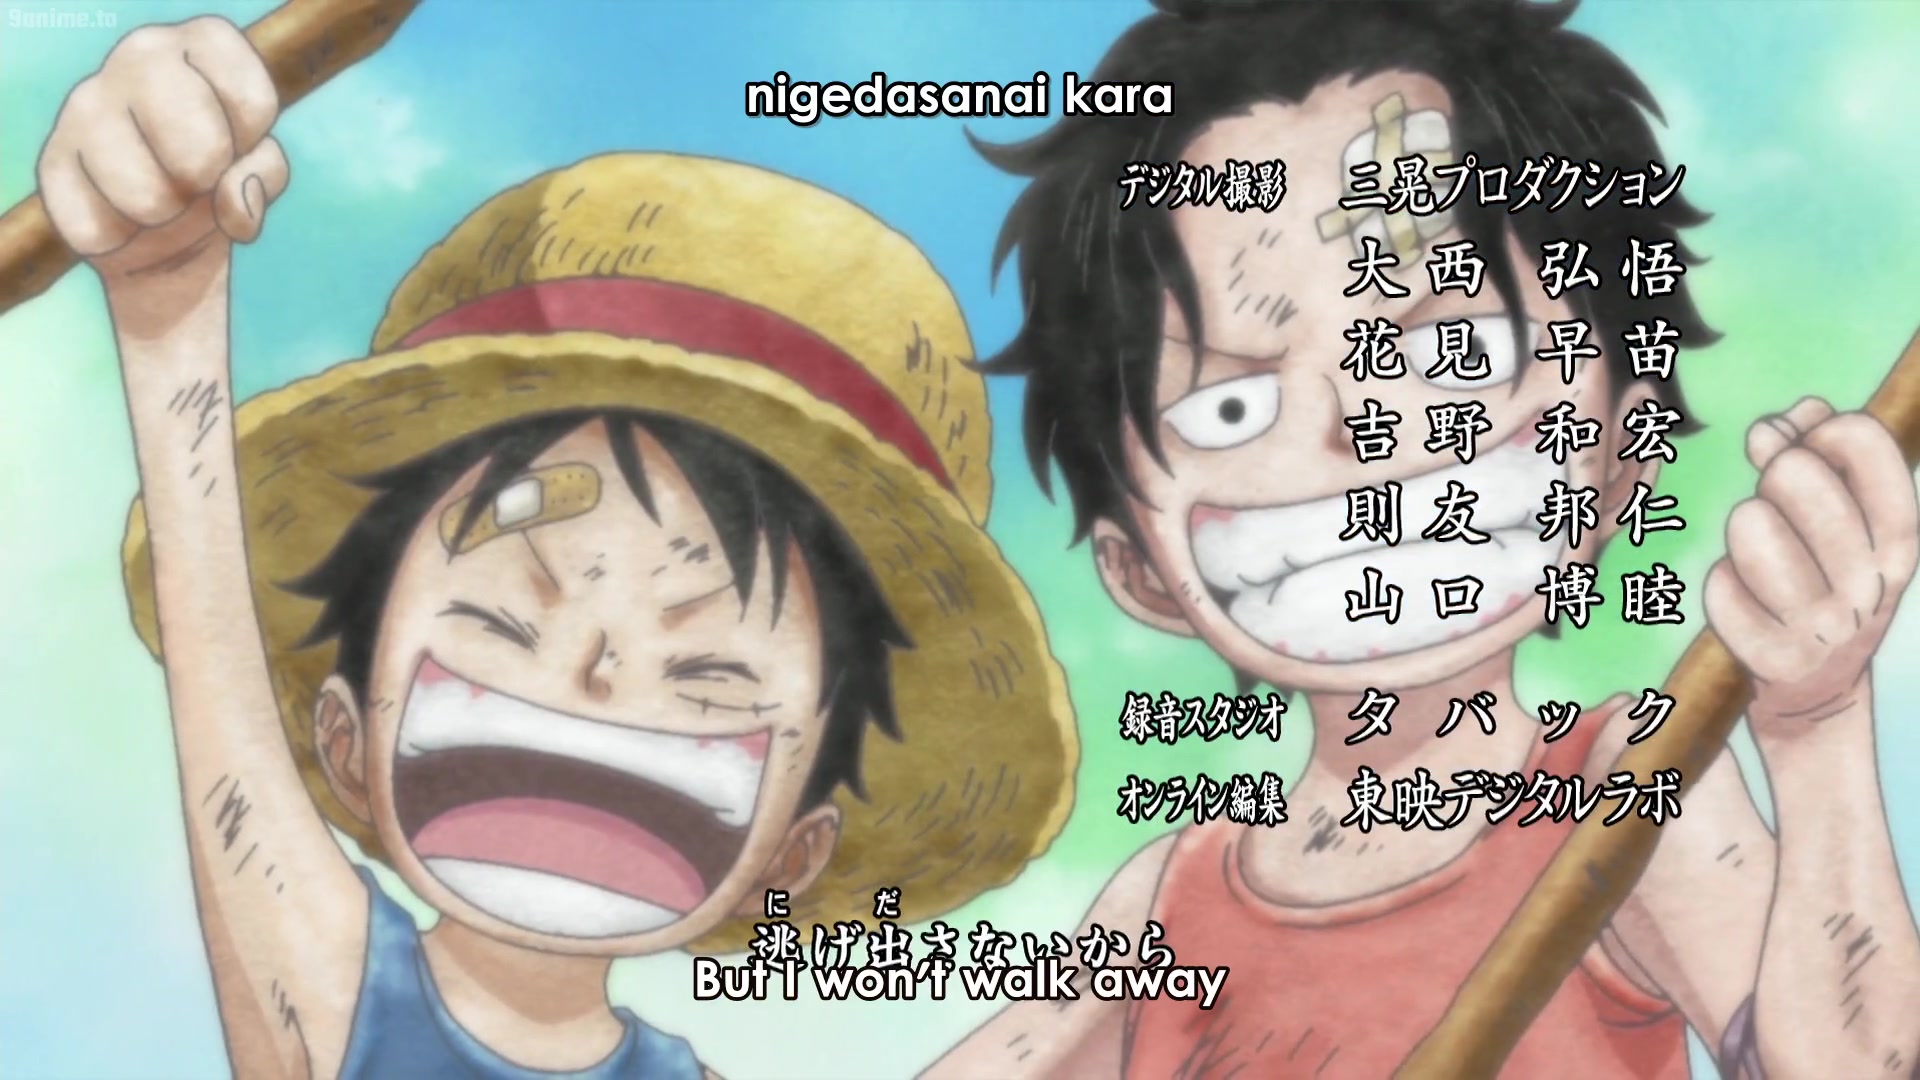 9anime.to
nigedasanai kara
デジタル撮影 三晃プロダクション
大西 弘悟
花見 早苗
吉野 和宏
則友 邦仁
山口 博睦
録音スタジオ タバック
オンライン編集 東映デジタルラボ
に だ
逃げ出さないから
But I won't walk away